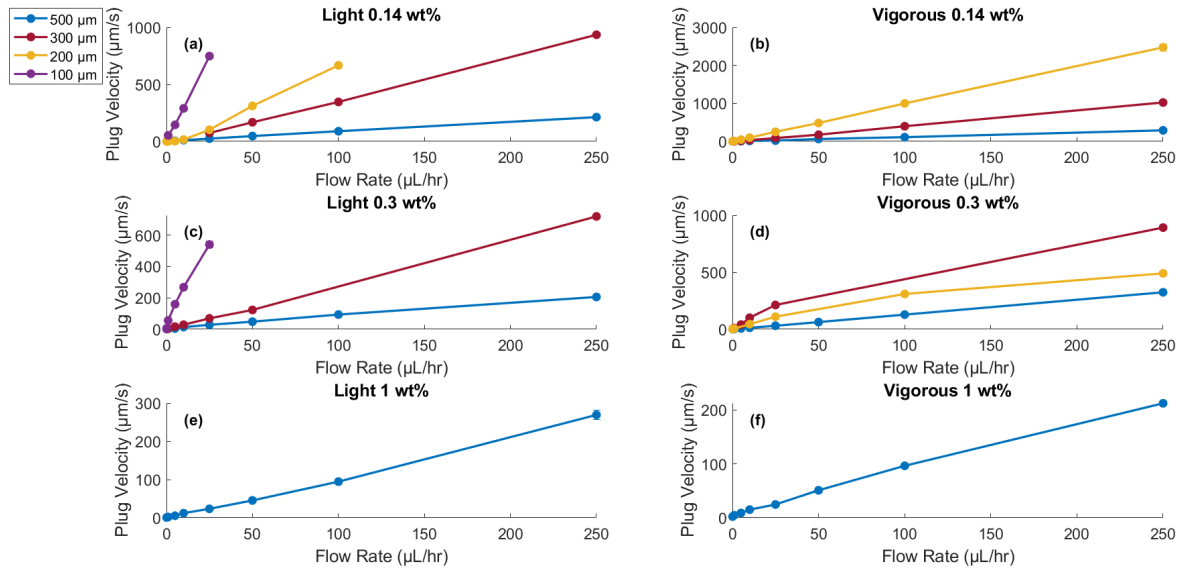 500 µm
300 µm
200 µm
100 µm
Light 0.14 wt%
(a)
Plug Velocity (µm/s)
1000
500
0
0 50 100 150 200 250
Flow Rate (µL/hr)
Vigorous 0.14 wt%
(b)
Plug Velocity (µm/s)
3000
2000
1000
0
0 50 100 150 200 250
Flow Rate (µL/hr)
Light 0.3 wt%
(c)
Plug Velocity (µm/s)
600
400
200
0
0 50 100 150 200 250
Flow Rate (µL/hr)
Vigorous 0.3 wt%
(d)
Plug Velocity (µm/s)
1000
500
0
0 50 100 150 200 250
Flow Rate (µL/hr)
Light 1 wt%
(e)
Plug Velocity (µm/s)
300
200
100
0
0 50 100 150 200 250
Flow Rate (µL/hr)
Vigorous 1 wt%
(f)
Plug Velocity (µm/s)
200
100
0
0 50 100 150 200 250
Flow Rate (µL/hr)